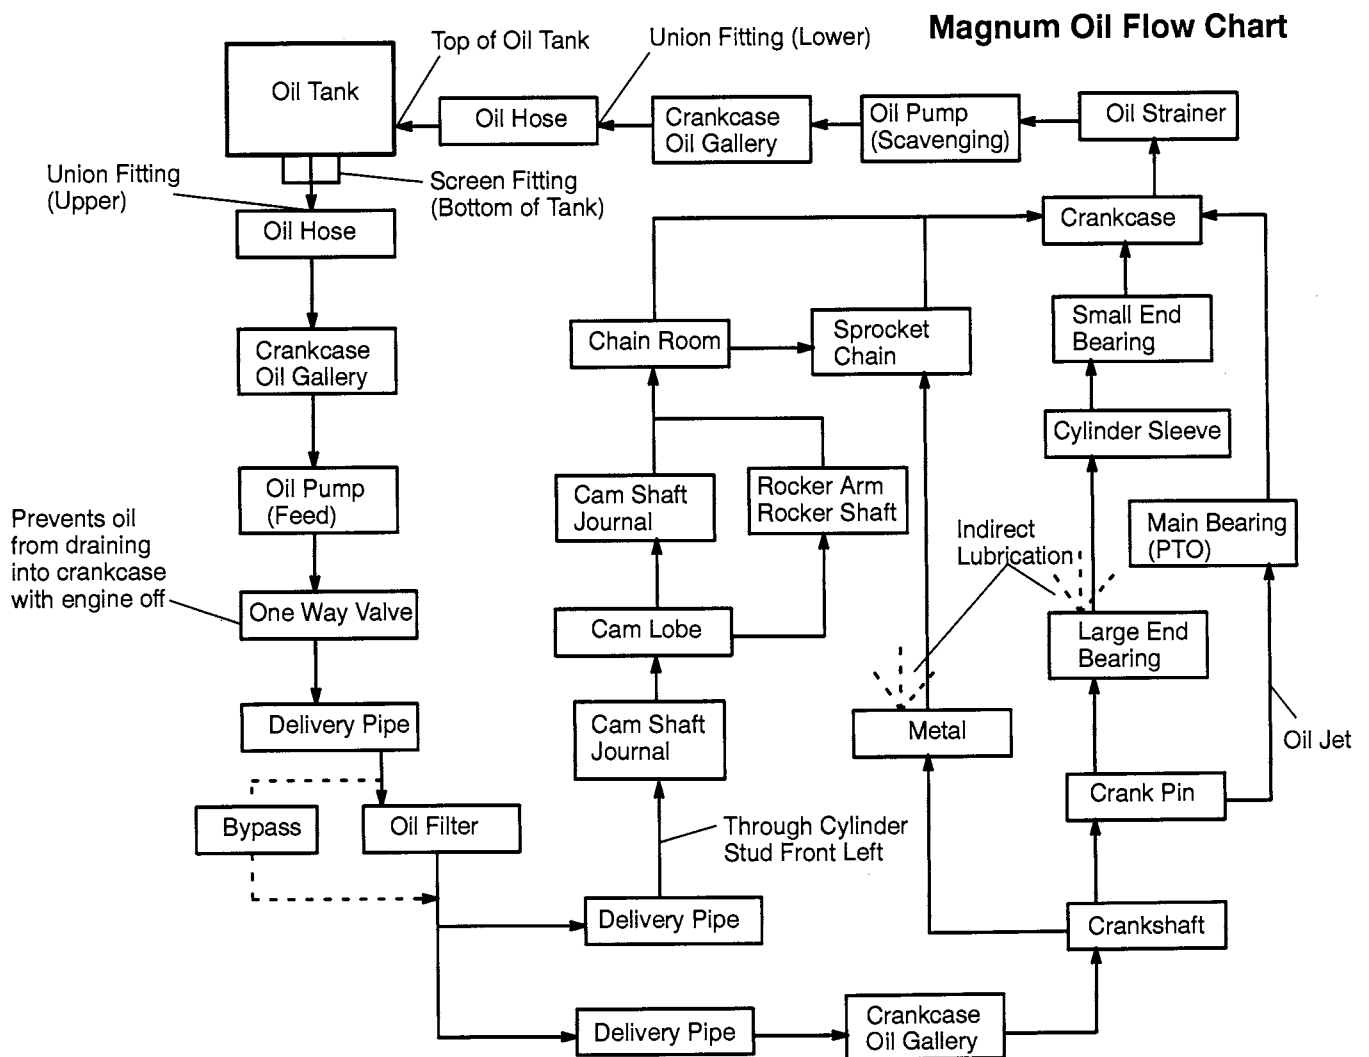 Magnum Oil Flow Chart
Top of Oil Tank
Union Fitting (Lower)
Oil Tank
Oil Hose
Crankcase
Oil Gallery
Oil Pump
(Scavenging)
Oil Strainer
Union Fitting
(Upper)
Screen Fitting
(Bottom of Tank)
Oil Hose
Crankcase
Crankcase
Oil Gallery
Chain Room
Sprocket
Chain
Small End
Bearing
Cylinder Sleeve
Oil Pump
(Feed)
Cam Shaft
Journal
Rocker Arm
Rocker Shaft
Indirect
Lubrication
Main Bearing
(PTO)
Prevents oil
from draining
into crankcase
with engine off
One Way Valve
Cam Lobe
Large End
Bearing
Delivery Pipe
Cam Shaft
Journal
Metal
Oil Jet
Crank Pin
Bypass
Oil Filter
Through Cylinder
Stud Front Left
Delivery Pipe
Crankshaft
Delivery Pipe
Crankcase
Oil Gallery